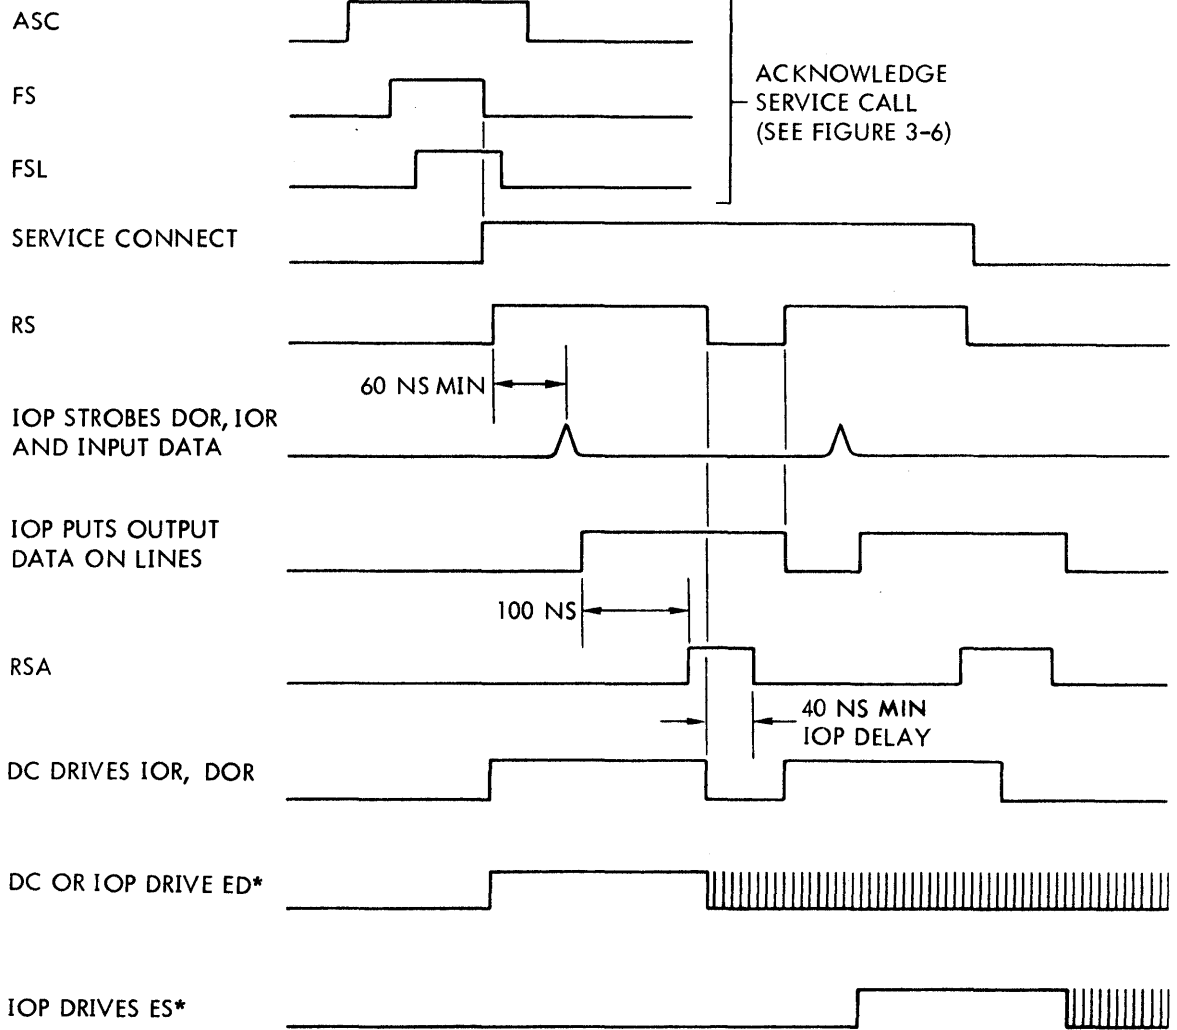 ASC
FS
FSL
ACKNOWLEDGE
SERVICE CALL
(SEE FIGURE 3-6)
SERVICE CONNECT
RS
60 NS MIN
IOP STROBES DOR, IOR
AND INPUT DATA
IOP PUTS OUTPUT
DATA ON LINES
100 NS
RSA
40 NS MIN
IOP DELAY
DC DRIVES IOR, DOR
DC OR IOP DRIVE ED*
IOP DRIVES ES*